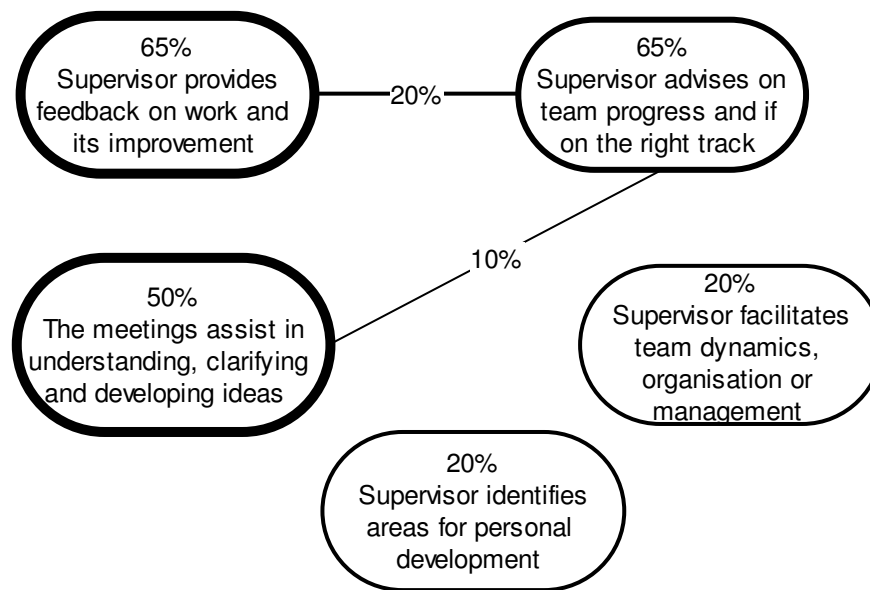 65%
Supervisor provides
feedback on work and
its improvement
20%
65%
Supervisor advises on
team progress and if
on the right track
10%
50%
The meetings assist in
understanding, clarifying
and developing ideas
20%
Supervisor facilitates
team dynamics,
organisation or
management
20%
Supervisor identifies
areas for personal
development